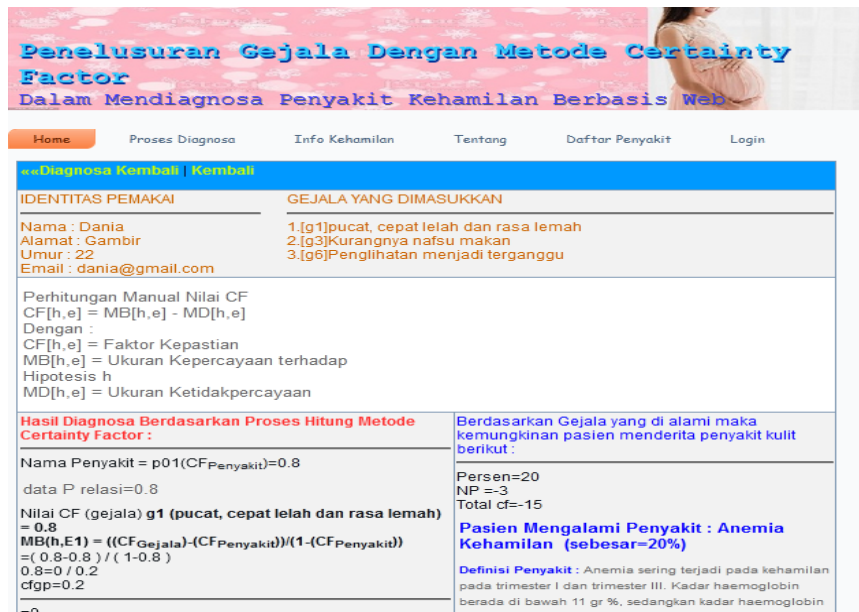 Penelusuran Gejala Dengan Metode Certainty
Factor
Dalam Mendiagnosa Penyakit Kehamilan Berbasis Web
Home Proses Diagnosa Info Kehamilan Tentang Daftar Penyakit Login
««Diagnosa Kembali | Kembali
IDENTITAS PEMAKAI
Nama : Dania
Alamat : Gambir
Umur : 22
Email : dania@gmail.com
GEJALA YANG DIMASUKKAN
1.[g1]pucat, cepat lelah dan rasa lemah
2.[g3]Kurangnya nafsu makan
3.[g6]Penglihatan menjadi terganggu
Perhitungan Manual Nilai CF
CF[h,e] = MB[h,e] - MD[h,e]
Dengan :
CF[h,e] = Faktor Kepastian
MB[h,e] = Ukuran Kepercayaan terhadap
Hipotesis h
MD[h,e] = Ukuran Ketidakpercayaan
Hasil Diagnosa Berdasarkan Proses Hitung Metode
Certainty Factor :
Nama Penyakit = p01(CFPenyakit)=0.8
data P relasi=0.8
Nilai CF (gejala) g1 (pucat, cepat lelah dan rasa lemah)
= 0.8
MB(h,E1) = ((CFGejala)-(CFPenyakit))/(1-(CFPenyakit))
=( 0.8-0.8 ) / ( 1-0.8 )
0.8=0 / 0.2
cfgp=0.2
=0
Berdasarkan Gejala yang di alami maka
kemungkinan pasien menderita penyakit kulit
berikut :
Persen=20
NP =-3
Total cf=-15
Pasien Mengalami Penyakit : Anemia
Kehamilan (sebesar=20%)
Definisi Penyakit : Anemia sering terjadi pada kehamilan
pada trimester I dan trimester III. Kadar haemoglobin
berada di bawah 11 gr %, sedangkan kadar haemoglobin